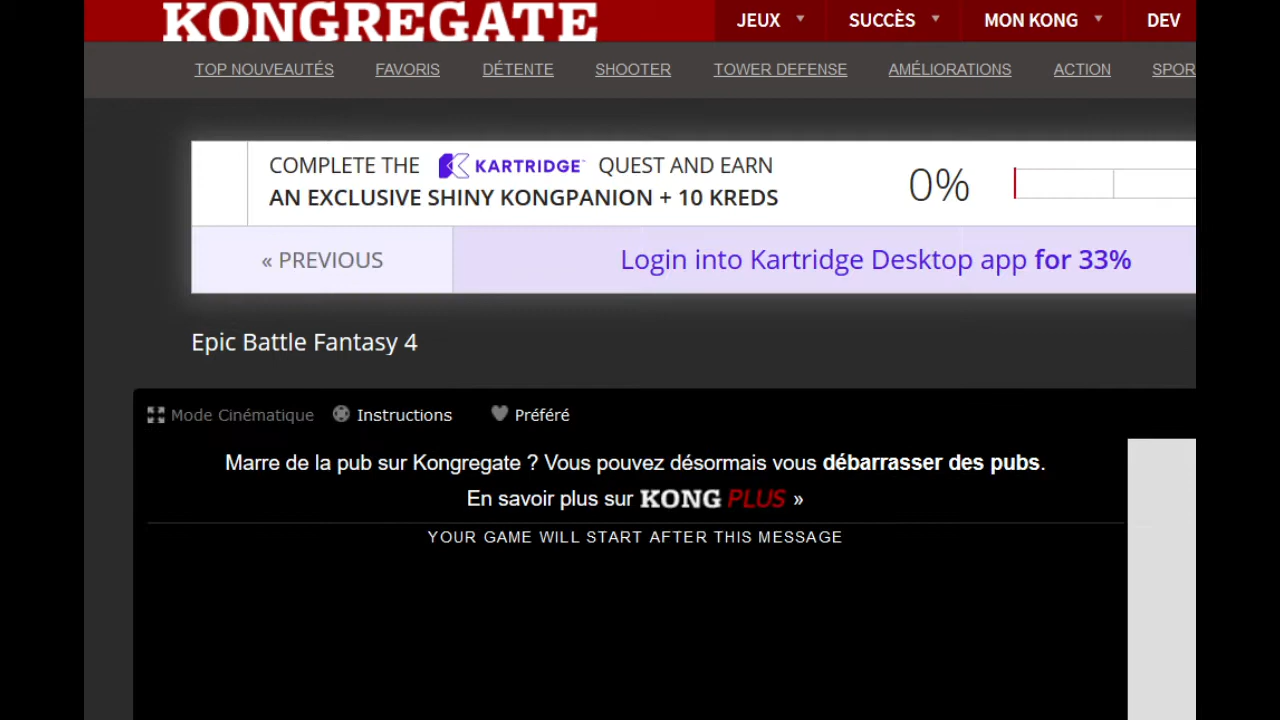 KONGREGATE JEUX SUCCÈS MON KONG DEV
TOP NOUVEAUTÉS FAVORIS DÉTENTE SHOOTER TOWER DEFENSE AMÉLIORATIONS ACTION SPOR
COMPLETE THE KARTRIDGE QUEST AND EARN
AN EXCLUSIVE SHINY KONGPANION + 10 KREDS
0%
« PREVIOUS Login into Kartridge Desktop app for 33%
Epic Battle Fantasy 4
Mode Cinématique Instructions Préféré
Marre de la pub sur Kongregate ? Vous pouvez désormais vous débarrasser des pubs.
En savoir plus sur KONG PLUS »
YOUR GAME WILL START AFTER THIS MESSAGE